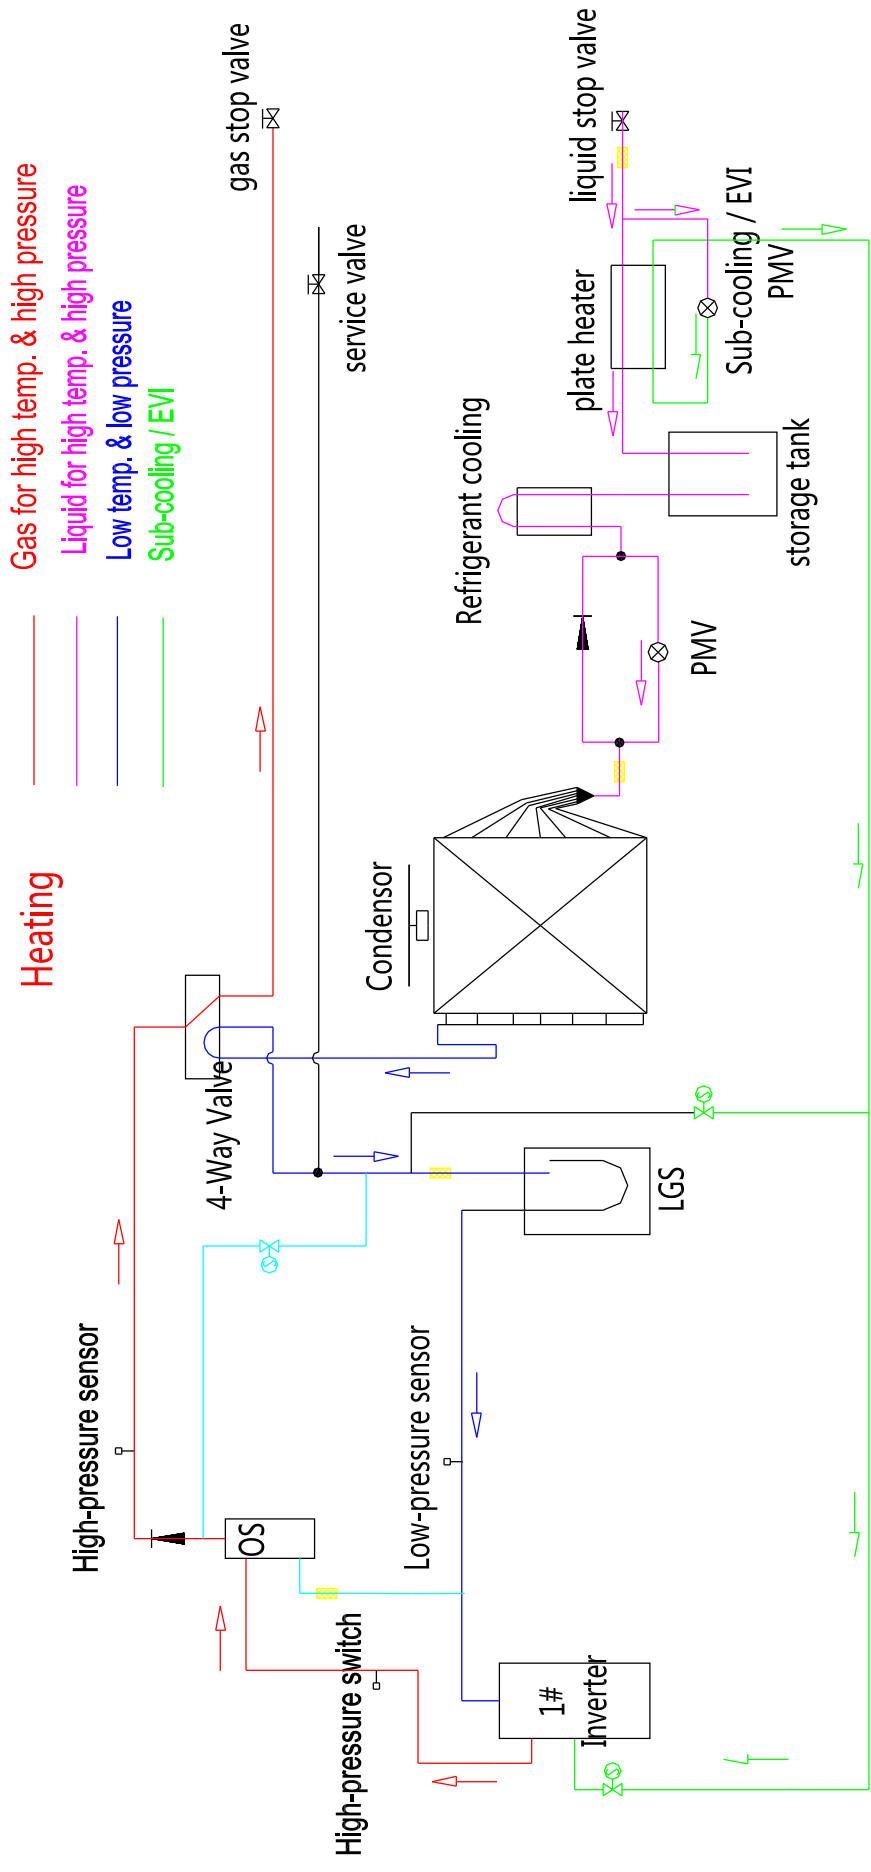 Heating
Gas for high temp. & high pressure
Liquid for high temp. & high pressure
Low temp. & low pressure
Sub-cooling / EVI
gas stop valve
service valve
liquid stop valve
plate heater
Sub-cooling / EVI
PMV
Refrigerant cooling
storage tank
PMV
Condensor
4-Way Valve
LGS
High-pressure sensor
Low-pressure sensor
OS
High-pressure switch
1#
Inverter